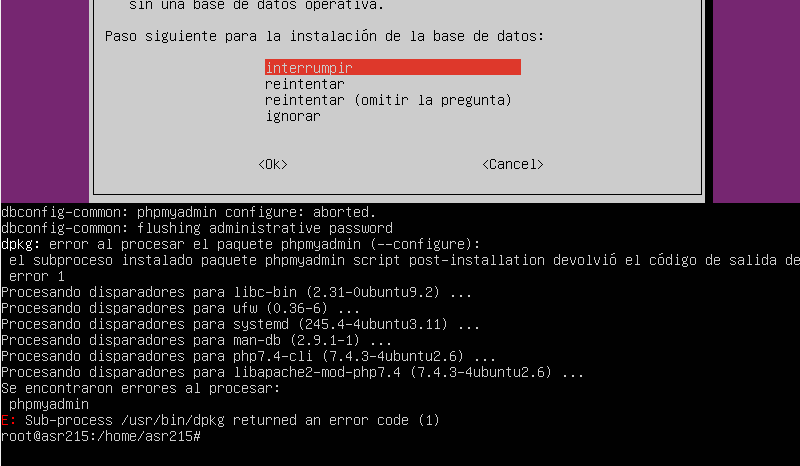 sin una base de datos operativa.
Paso siguiente para la instalación de la base de datos:
interrumpir
reintentar
reintentar (omitir la pregunta)
ignorar
<Ok> <Cancel>
dbconfig-common: phpmyadmin configure: aborted.
dbconfig-common: flushing administrative password
dpkg: error al procesar el paquete phpmyadmin (--configure):
el subproceso instalado paquete phpmyadmin script post-installation devolvió el código de salida de
error 1
Procesando disparadores para libc-bin (2.31-0ubuntu9.2) ...
Procesando disparadores para ufw (0.36-6) ...
Procesando disparadores para systemd (245.4-4ubuntu3.11) ...
Procesando disparadores para man-db (2.9.1-1) ...
Procesando disparadores para php7.4-cli (7.4.3-4ubuntu2.6) ...
Procesando disparadores para libapache2-mod-php7.4 (7.4.3-4ubuntu2.6) ...
Se encontraron errores al procesar:
phpmyadmin
E: Sub-process /usr/bin/dpkg returned an error code (1)
root@asr215:/home/asr215#